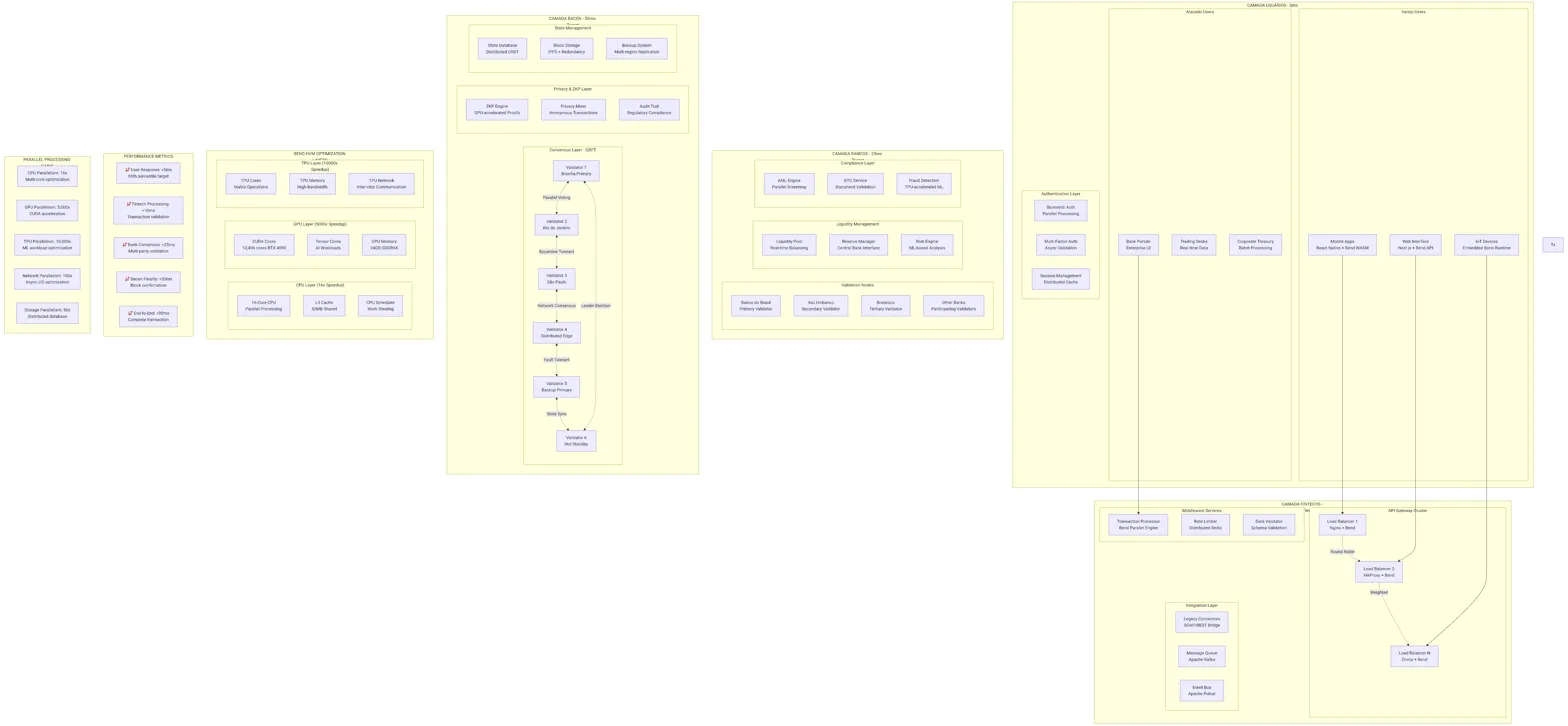 PARALLEL PROCESSING
CPU Parallelism: 16x
Multi-core optimization
GPU Parallelism: 5,000x
CUDA acceleration
TPU Parallelism: 10,000x
ML workload optimization
Network Parallelism: 100x
Async I/O optimization
Storage Parallelism: 50x
Distributed database
PERFORMANCE METRICS
🚀 User Response: <5ms
95th percentile target
🚀 Fintech Processing:
<10ms
Transaction validation
🚀 Bank Consensus: <25ms
Multi-party validation
🚀 Bacen Finality: <50ms
Block confirmation
🚀 End-to-End: <90ms
Complete transaction
BEND HVM OPTIMIZATION
TPU Layer (10000x
Speedup)
TPU Cores
Matrix Operations
TPU Memory
High Bandwidth
TPU Network
Inter-chip Communication
GPU Layer (5000x Speedup)
CUDA Cores
Tensor Cores
AI Workloads
GPU Memory
24GB GDDR6X
CPU Layer (16x Speedup)
16-Core CPU
Parallel Processing
L3 Cache
32MB Shared
CPU Scheduler
Work Stealing
CAMADA BACEN - 50ms
State Management
State Database
Distributed CRDT
Block Storage
IPFS + Redundancy
Backup System
Multi-region Replication
Privacy & ZKP Layer
ZKP Engine
GPU-accelerated Proofs
Privacy Mixer
Anonymous Transactions
Audit Trail
Regulatory Compliance
Consensus Layer - QBFT
Validator 1
Brasília Primary
Parallel Voting
Validator 2
Rio de Janeiro
Byzantine Tolerant
Validator 3
São Paulo
Network Consensus
Leader Election
Validator 4
Distributed Edge
Fault Tolerant
Validator 5
Backup Primary
State Sync
Validator 6
Hot Standby
CAMADA BANCOS - 25ms
Compliance Layer
AML Engine
Parallel Screening
KYC Service
Document Validation
Fraud Detection
TPU-accelerated ML
Liquidity Management
Liquidity Pool
Real-time Balancing
Reserve Manager
Central Bank Interface
Risk Engine
ML-based Analysis
Validation Nodes
Banco do Brasil
Primary Validator
Itaú Unibanco
Secondary Validator
Bradesco
Tertiary Validator
Other Banks
Participating Validators
CAMADA USUÁRIOS - 5ms
Atacado Users
Varejo Users
Authentication Layer
Biometric Auth
Parallel Processing
Multi-Factor Auth
Async Validation
Session Management
Distributed Cache
Bank Portals
Enterprise UI
Trading Desks
Real-time Data
Corporate Treasury
Batch Processing
Mobile Apps
React Native + Bend WASM
Web Interface
Next.js + Bend API
IoT Devices
Embedded Bend Runtime
Tx
CAMADA FINTECHS -
Middleware Services
Transaction Processor
Bend Parallel Engine
Rate Limiter
Distributed Redis
Data Validator
Schema Validation
API Gateway Cluster
Load Balancer 1
Nginx + Bend
Round Robin
Load Balancer 2
HAProxy + Bend
Weighted
Load Balancer N
Envoy + Bend
Integration Layer
Legacy Connectors
SOAP/REST Bridge
Message Queue
Apache Kafka
Event Bus
Apache Pulsar